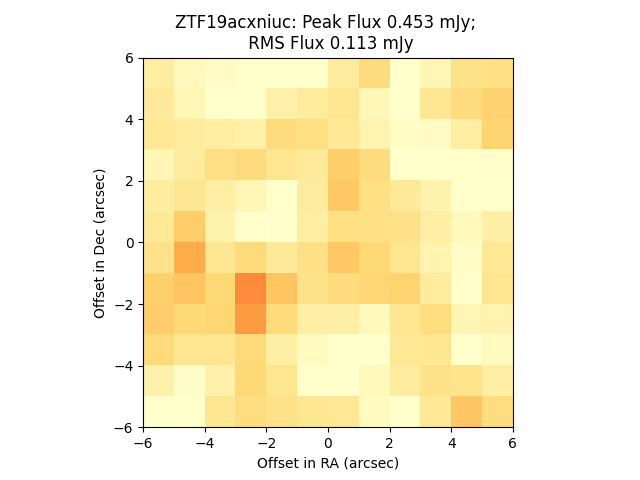 ZTF19acxniuc: Peak Flux 0.453 mJy;
RMS Flux 0.113 mJy
6
4
2
0
−2
−4
−6
Offset in Dec (arcsec)
−6 −4 −2 0 2 4 6
Offset in RA (arcsec)